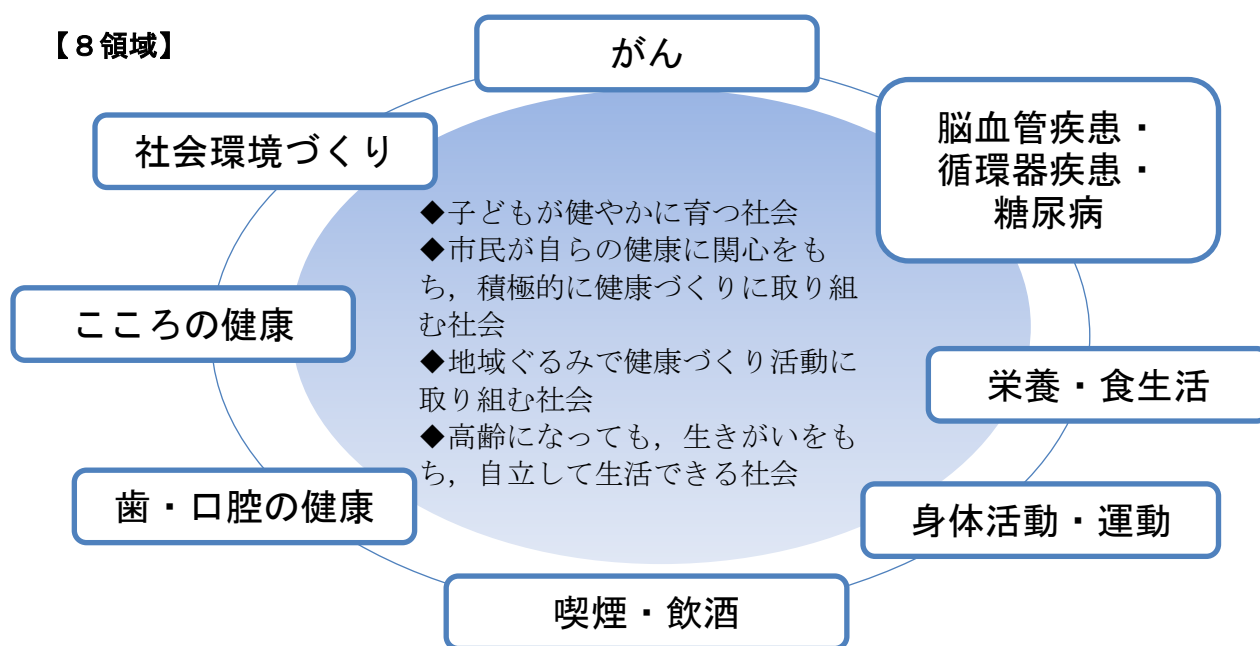 【８領域】
がん
脳血管疾患・
循環器疾患・
糖尿病
栄養・食生活
身体活動・運動
喫煙・飲酒
歯・口腔の健康
こころの健康
社会環境づくり
◆子どもが健やかに育つ社会
◆市民が自らの健康に関心をも
ち，積極的に健康づくりに取り組
む社会
◆地域ぐるみで健康づくり活動に
取り組む社会
◆高齢になっても，生きがいをも
ち，自立して生活できる社会